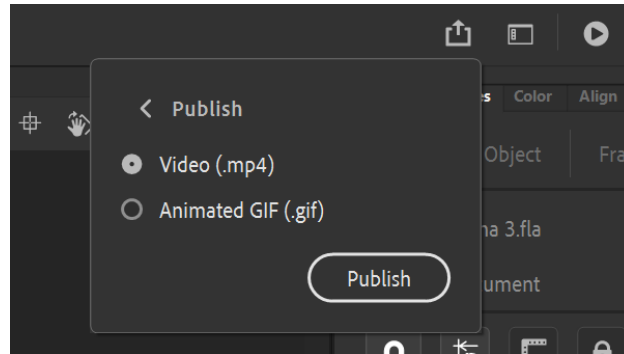 Publish
s Color Align
Video (.mp4)
Object Fra
Animated GIF (.gif)
na 3.fla
Publish
ument